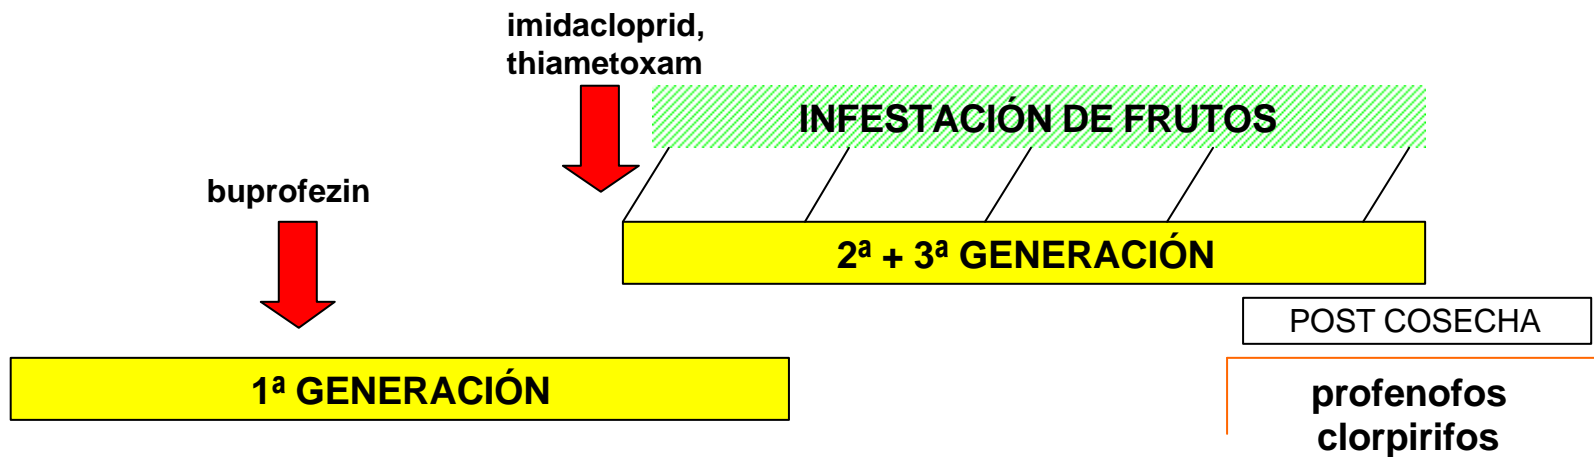 imidacloprid,
thiametoxam
INFESTACIÓN DE FRUTOS
buprofezin
2ª + 3ª GENERACIÓN
POST COSECHA
1ª GENERACIÓN
profenofos
clorpirifos